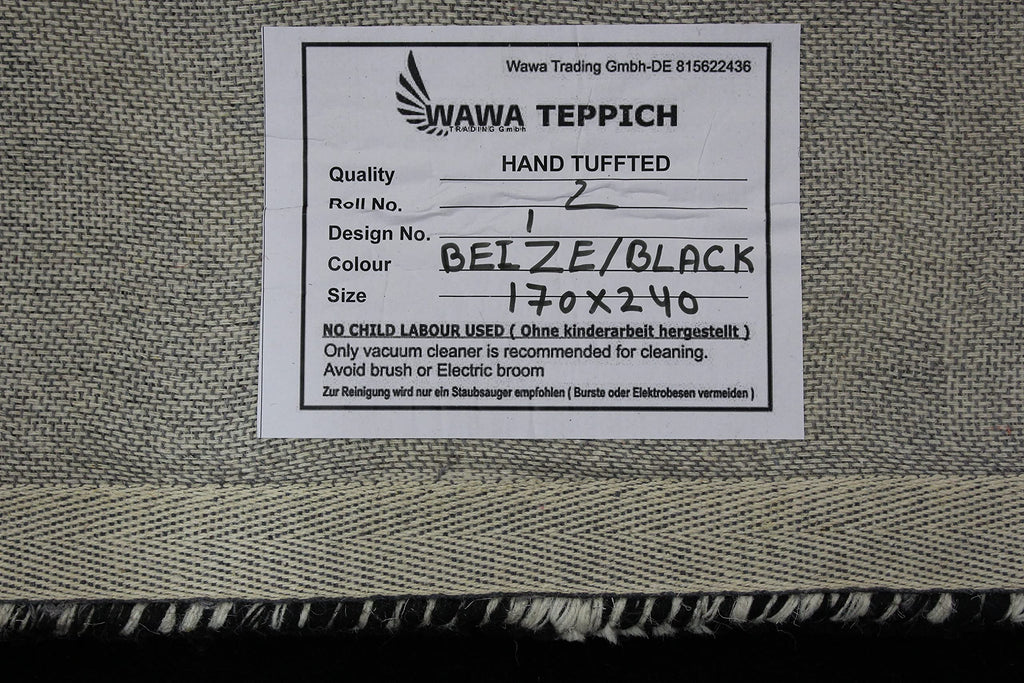 Wawa Trading Gmbh-DE 815622436
WAWA TEPPICH
TRADING Gmbh
Quality HAND TUFFTED
Roll No. 2
Design No. 1
Colour BEIZE/BLACK
Size 170x240
NO CHILD LABOUR USED ( Ohne kinderarbeit hergestellt )
Only vacuum cleaner is recommended for cleaning.
Avoid brush or Electric broom
Zur Reinigung wird nur ein Staubsauger empfohlen ( Burste oder Elektrobesen vermeiden )